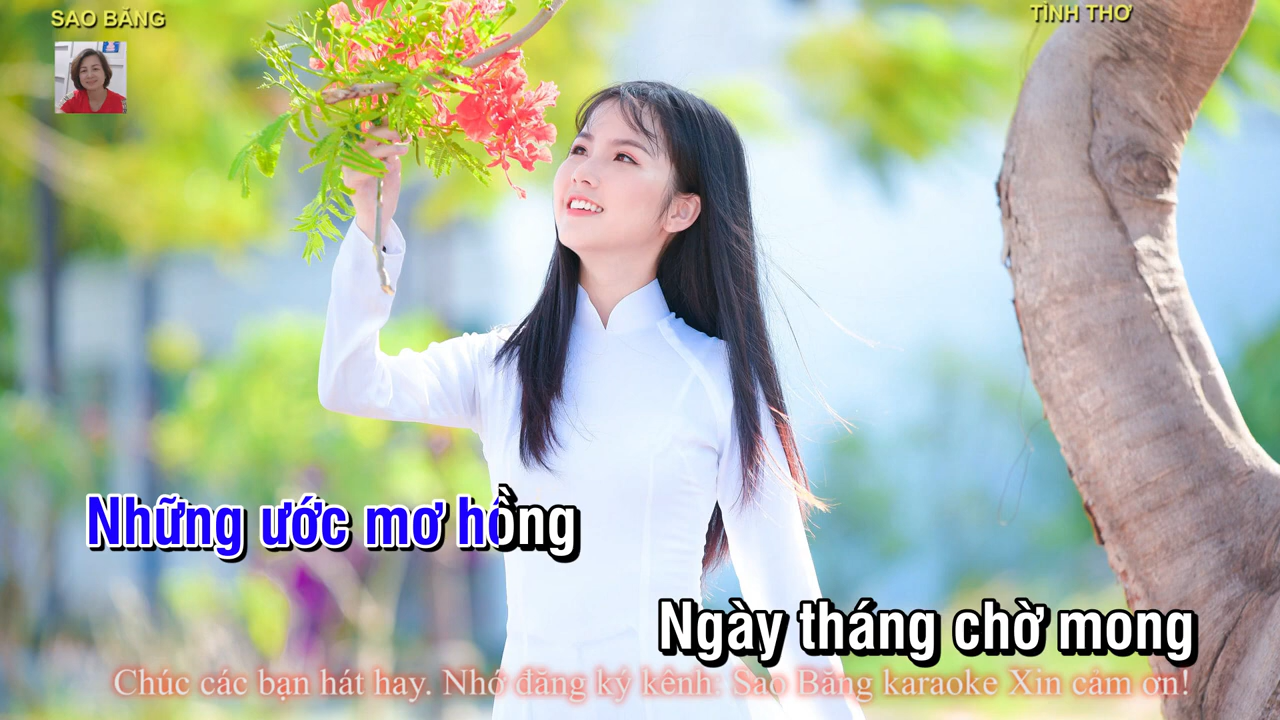 SAO BĂNG
TÌNH THƠ
Những ước mơ hồng
Ngày tháng chờ mong
Chúc các bạn hát hay. Nhớ đăng ký kênh: Sao Băng karaoke Xin cảm ơn!